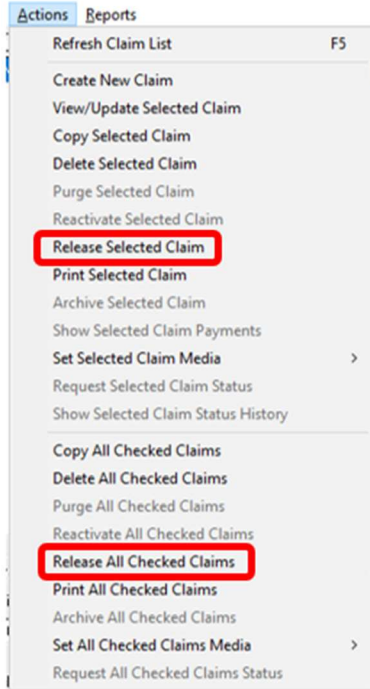 Actions Reports
Refresh Claim List F5
Create New Claim
View/Update Selected Claim
Copy Selected Claim
Delete Selected Claim
Purge Selected Claim
Reactivate Selected Claim
Release Selected Claim
Print Selected Claim
Archive Selected Claim
Show Selected Claim Payments
Set Selected Claim Media >
Request Selected Claim Status
Show Selected Claim Status History
Copy All Checked Claims
Delete All Checked Claims
Purge All Checked Claims
Reactivate All Checked Claims
Release All Checked Claims
Print All Checked Claims
Archive All Checked Claims
Set All Checked Claims Media >
Request All Checked Claims Status